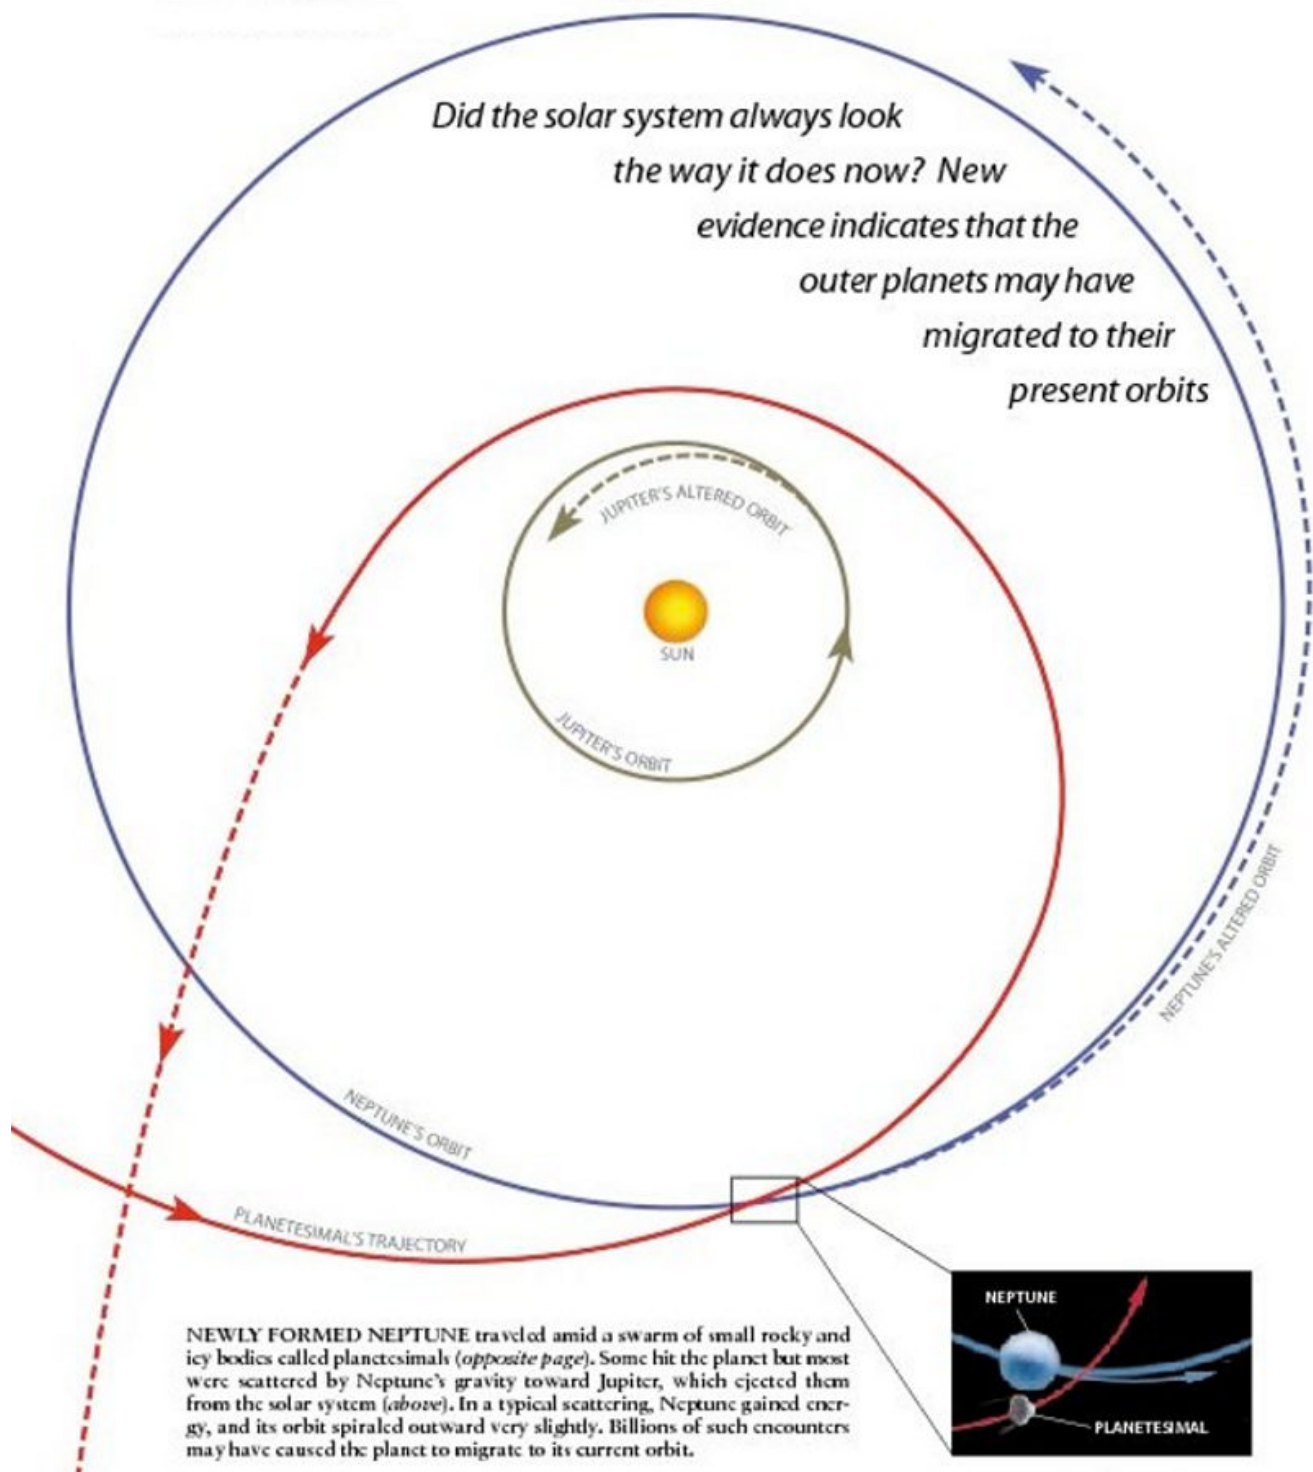 Did the solar system always look
the way it does now? New
evidence indicates that the
outer planets may have
migrated to their
present orbits
JUPITER'S ALTERED ORBIT
SUN
JUPITER'S ORBIT
NEPTUNE'S ALTERED ORBIT
NEPTUNE'S ORBIT
PLANETESIMAL'S TRAJECTORY
NEPTUNE
PLANETESIMAL
NEWLY FORMED NEPTUNE traveled amid a swarm of small rocky and
icy bodies called planetesimals (opposite page). Some hit the planet but most
were scattered by Neptune's gravity toward Jupiter, which ejected them
from the solar system (above). In a typical scattering, Neptune gained ener-
gy, and its orbit spiraled outward very slightly. Billions of such encounters
may have caused the planet to migrate to its current orbit.